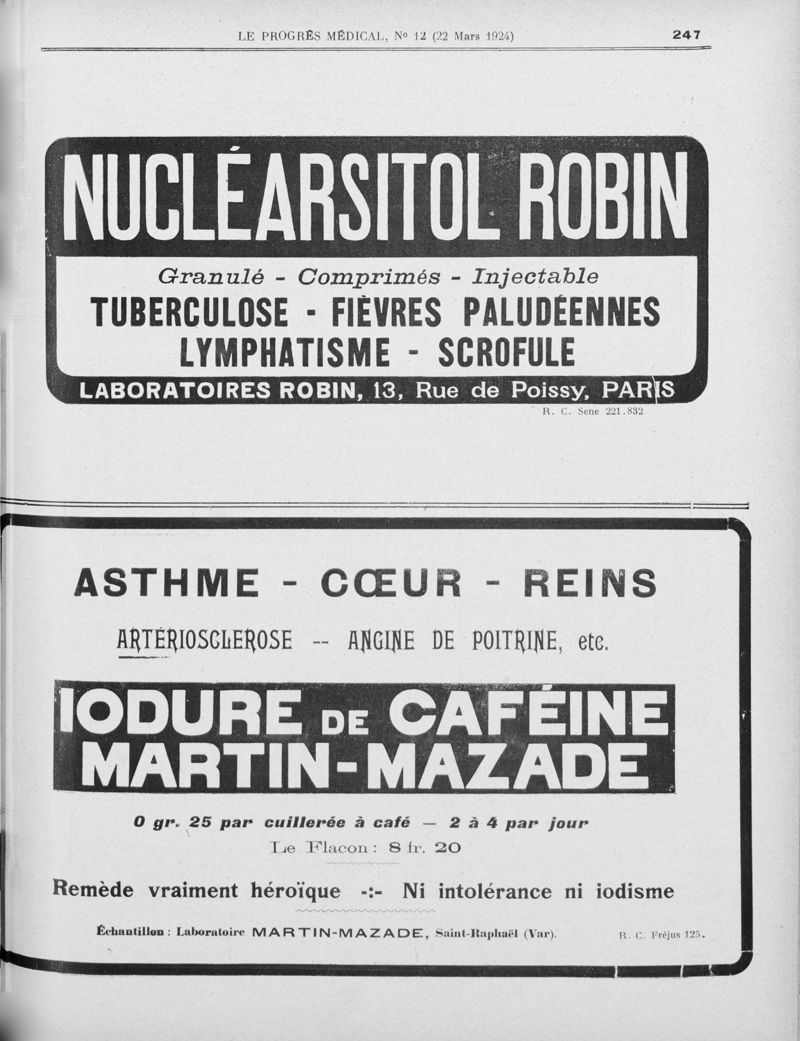 LE PROGRÈS MÉDICAL, Nº 12 (22 Mars 1924) 247
NUCLÉARSITOL ROBIN
Granulé - Comprimés - Injectable
TUBERCULOSE - FIÈVRES PALUDÉENNES
LYMPHATISME - SCROFULE
LABORATOIRES ROBIN, 13, Rue de Poissy, PARIS
R. C. Sene 221.832
ASTHME - CŒUR - REINS
ARTÉRIOSCLEROSE -- ANGINE DE POITRINE, etc.
IODURE DE CAFÉINE
MARTIN-MAZADE
0 gr. 25 par cuillerée à café — 2 à 4 par jour
Le Flacon : 8 fr. 20
Remède vraiment héroïque -:- Ni intolérance ni iodisme
Échantillon : Laboratoire MARTIN-MAZADE, Saint-Raphaël (Var). R. C. Fréjus 125.